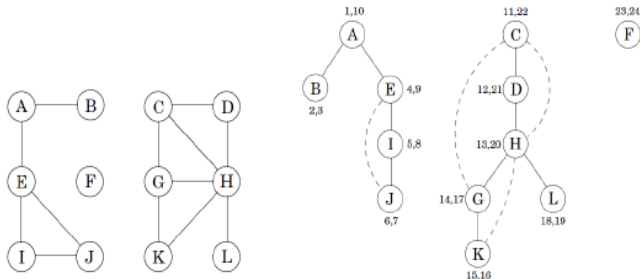 1,10
11,22
23,24
A
C
F
B
E
4,9
12,21
D
2,3
A
B
C
D
I
5,8
13,20
H
E
F
G
H
J
14,17
G
L
6,7
18,19
I
J
K
L
K
15,16